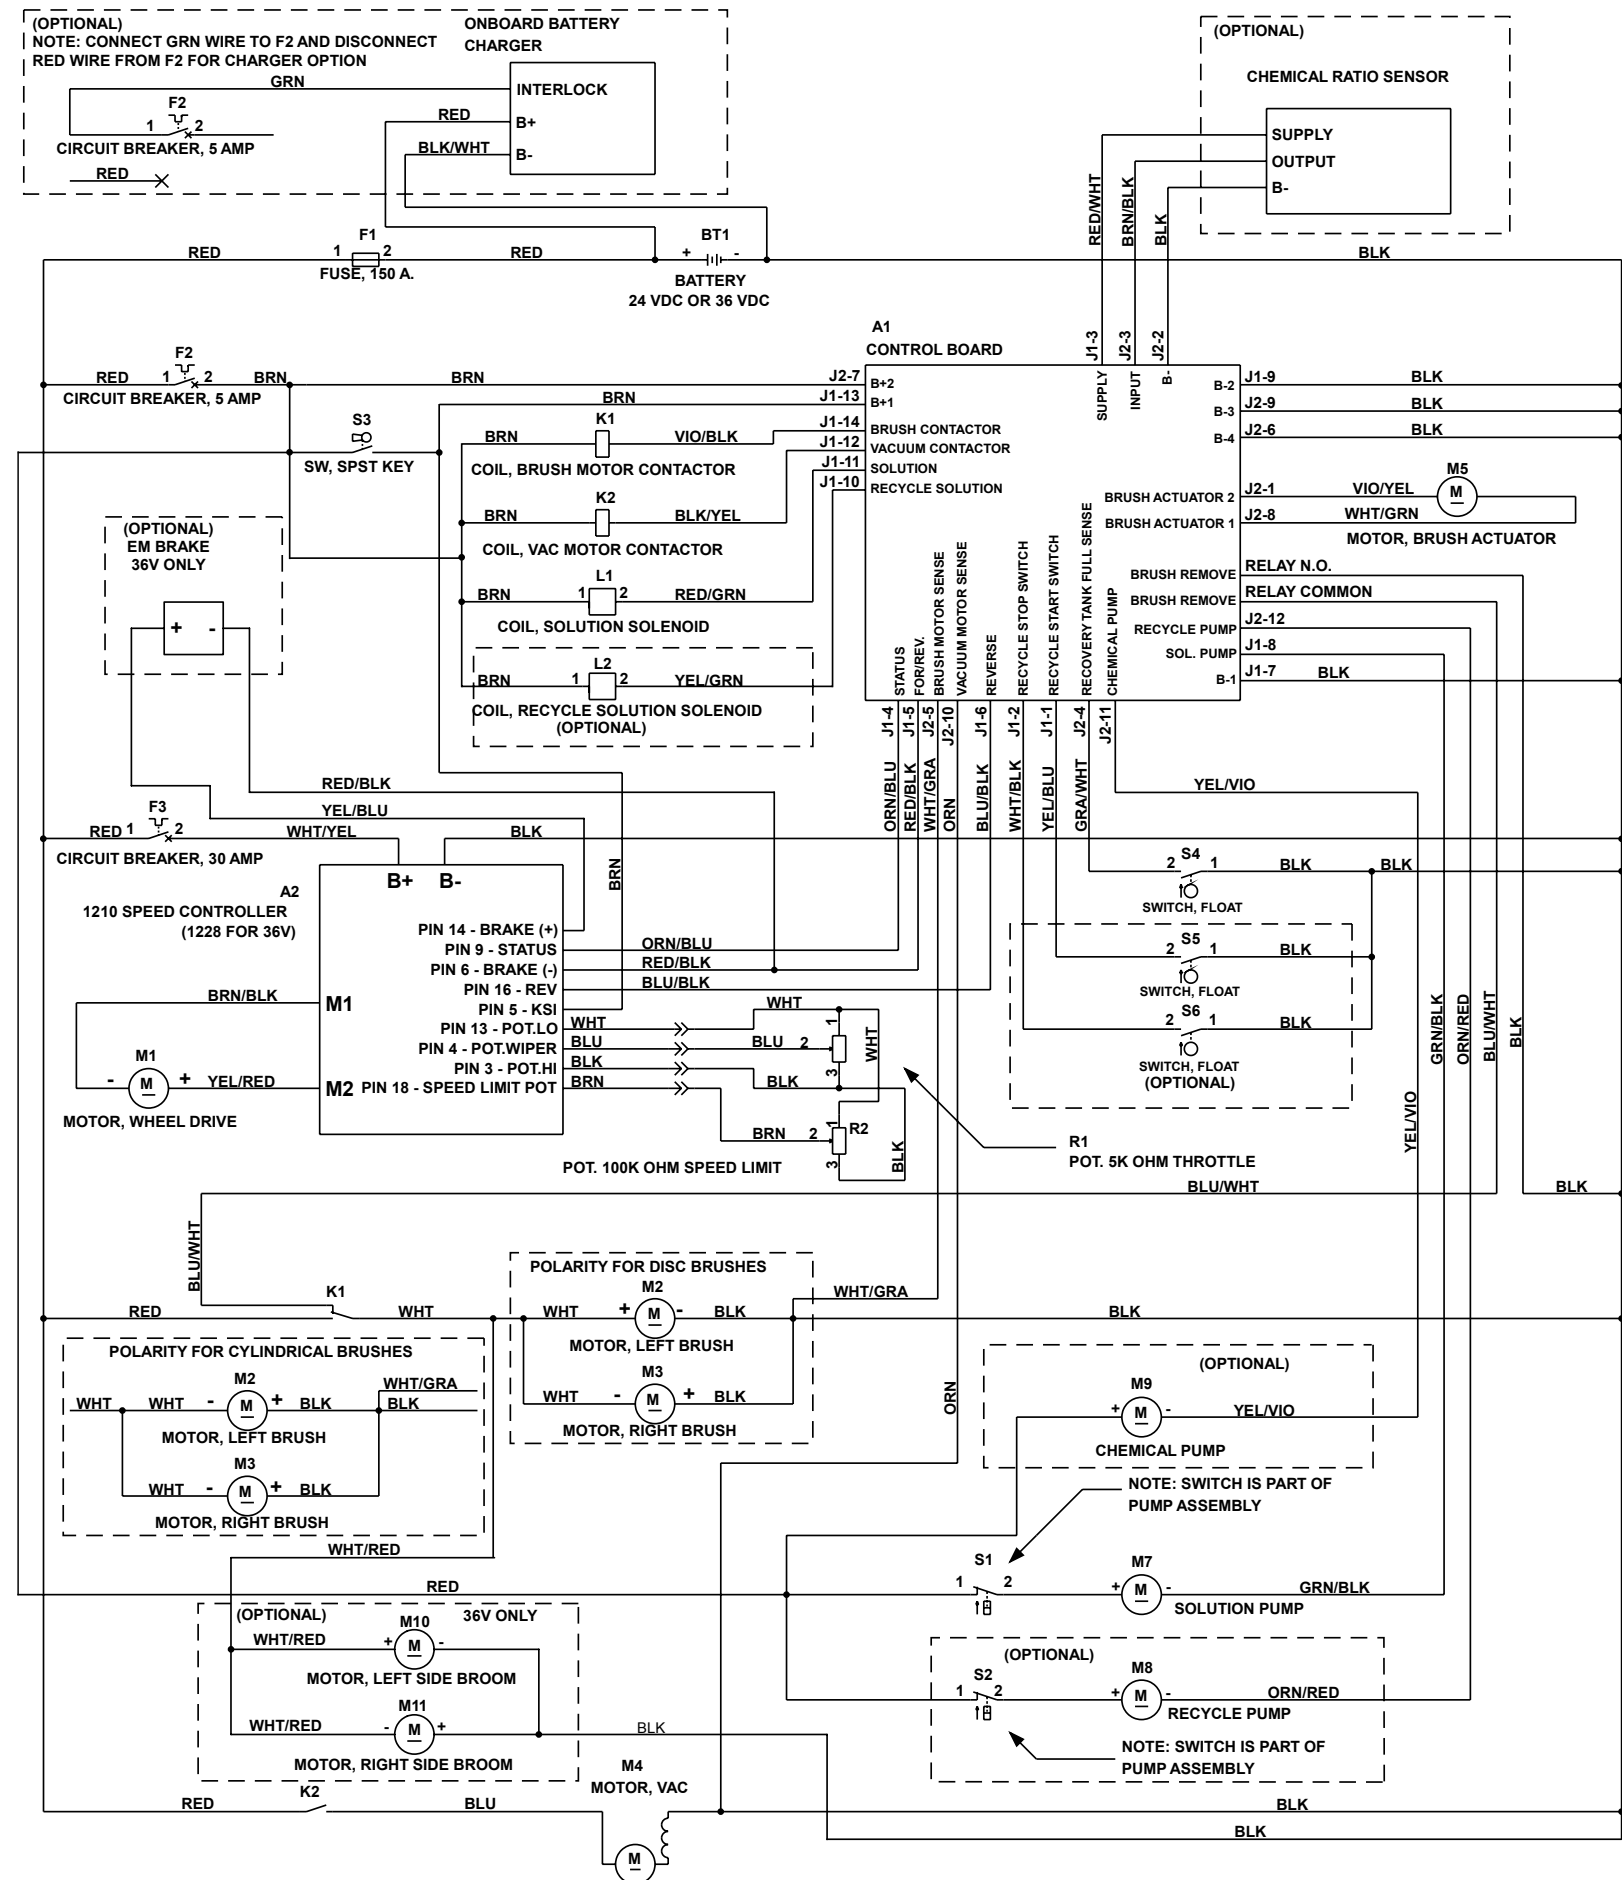 (OPTIONAL)
NOTE: CONNECT GRN WIRE TO F2 AND DISCONNECT
RED WIRE FROM F2 FOR CHARGER OPTION
ONBOARD BATTERY
CHARGER
GRN
INTERLOCK
F2
1 2
CIRCUIT BREAKER, 5 AMP
RED
RED
B+
BLK/WHT
B-
(OPTIONAL)
CHEMICAL RATIO SENSOR
SUPPLY
OUTPUT
B-
RED/WHT
BRN/BLK
BLK
RED
F1
1 2
FUSE, 150 A.
RED
BT1
+ -
BATTERY
24 VDC OR 36 VDC
BLK
A1
CONTROL BOARD
J1-3
J2-3
J2-2
SUPPLY
INPUT
B-
F2
RED 1 2 BRN
CIRCUIT BREAKER, 5 AMP
BRN
J2-7
B+2
BRN
J1-13
B+1
S3
SW, SPST KEY
K1
BRN
VIO/BLK
J1-14
BRUSH CONTACTOR
COIL, BRUSH MOTOR CONTACTOR
J1-12
VACUUM CONTACTOR
J1-11
SOLUTION
J1-10
RECYCLE SOLUTION
K2
BRN
BLK/YEL
COIL, VAC MOTOR CONTACTOR
L1
BRN 1 2 RED/GRN
COIL, SOLUTION SOLENOID
L2
BRN 1 2 YEL/GRN
COIL, RECYCLE SOLUTION SOLENOID
(OPTIONAL)
B-2 J1-9 BLK
B-3 J2-9 BLK
B-4 J2-6 BLK
M5
BRUSH ACTUATOR 2 J2-1 VIO/YEL M
BRUSH ACTUATOR 1 J2-8 WHT/GRN
MOTOR, BRUSH ACTUATOR
BRUSH REMOVE RELAY N.O.
BRUSH REMOVE RELAY COMMON
RECYCLE PUMP J2-12
SOL. PUMP J1-8
B-1 J1-7 BLK
STATUS
FOR/REV.
BRUSH MOTOR SENSE
VACUUM MOTOR SENSE
REVERSE
RECYCLE STOP SWITCH
RECYCLE START SWITCH
RECOVERY TANK FULL SENSE
CHEMICAL PUMP
J1-4
J1-5
J2-5
J2-10
J1-6
J1-2
J1-1
J2-4
J2-11
ORN/BLU
RED/BLK
WHT/GRA
ORN
BLU/BLK
WHT/BLK
YEL/BLU
GRA/WHT
YEL/VIO
(OPTIONAL)
EM BRAKE
36V ONLY
+ -
RED/BLK
YEL/BLU
F3
RED 1 2 WHT/YEL
CIRCUIT BREAKER, 30 AMP
BLK
BRN
A2
1210 SPEED CONTROLLER
(1228 FOR 36V)
B+ B-
PIN 14 - BRAKE (+)
PIN 9 - STATUS ORN/BLU
PIN 6 - BRAKE (-) RED/BLK
PIN 16 - REV BLU/BLK
PIN 5 - KSI
PIN 13 - POT.LO WHT
PIN 4 - POT.WIPER BLU
PIN 3 - POT.HI BLK
PIN 18 - SPEED LIMIT POT BRN
BRN/BLK M1
M1
- M + YEL/RED M2
MOTOR, WHEEL DRIVE
WHT
BLU 2
1
3
WHT
BLK
BRN 2
1
3
R2
BLK
POT. 100K OHM SPEED LIMIT
R1
POT. 5K OHM THROTTLE
2 S4 1 BLK BLK
SWITCH, FLOAT
2 S5 1 BLK
SWITCH, FLOAT
2 S6 1 BLK
SWITCH, FLOAT
(OPTIONAL)
YEL/VIO
GRN/BLK
ORN/RED
BLU/WHT
BLK
BLU/WHT
BLK
BLU/WHT
K1
RED
WHT
POLARITY FOR DISC BRUSHES
M2
WHT + M - BLK
MOTOR, LEFT BRUSH
M3
WHT - M + BLK
MOTOR, RIGHT BRUSH
WHT/GRA
BLK
POLARITY FOR CYLINDRICAL BRUSHES
M2
WHT WHT - M + BLK
WHT/GRA
BLK
MOTOR, LEFT BRUSH
M3
WHT - M + BLK
MOTOR, RIGHT BRUSH
WHT/RED
ORN
(OPTIONAL)
M9
+ M - YEL/VIO
CHEMICAL PUMP
NOTE: SWITCH IS PART OF
PUMP ASSEMBLY
RED
S1
1 2
M7
+ M - GRN/BLK
SOLUTION PUMP
(OPTIONAL) 36V ONLY
M10
WHT/RED + M -
MOTOR, LEFT SIDE BROOM
M11
WHT/RED - M +
MOTOR, RIGHT SIDE BROOM
BLK
(OPTIONAL)
S2
1 2
M8
+ M - ORN/RED
RECYCLE PUMP
NOTE: SWITCH IS PART OF
PUMP ASSEMBLY
M4
MOTOR, VAC
K2
RED
BLU
M
BLK
BLK